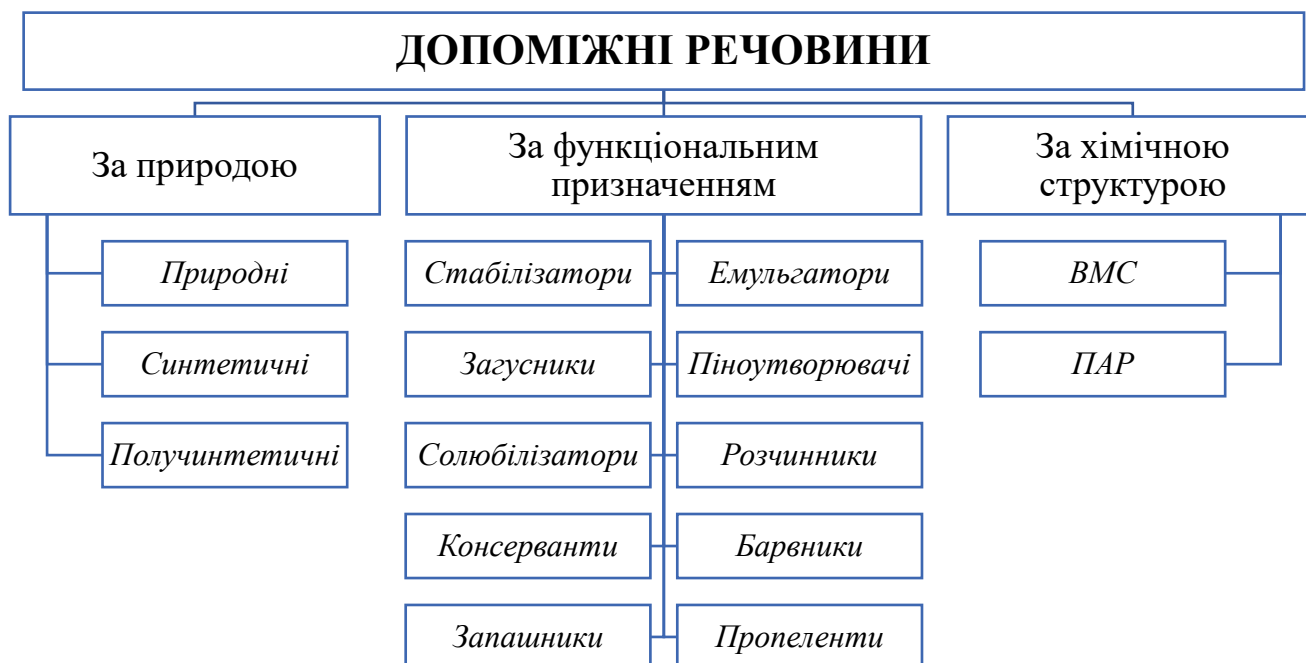 ДОПОМІЖНІ РЕЧОВИНИ
За природою
Природні
Синтетичні
Получинтетичні
За функціональним
призначенням
Стабілізатори
Емульгатори
Загусники
Піноутворювачі
Солюбілізатори
Розчинники
Консерванти
Барвники
Запашники
Пропеленти
За хімічною
структурою
ВМС
ПАР